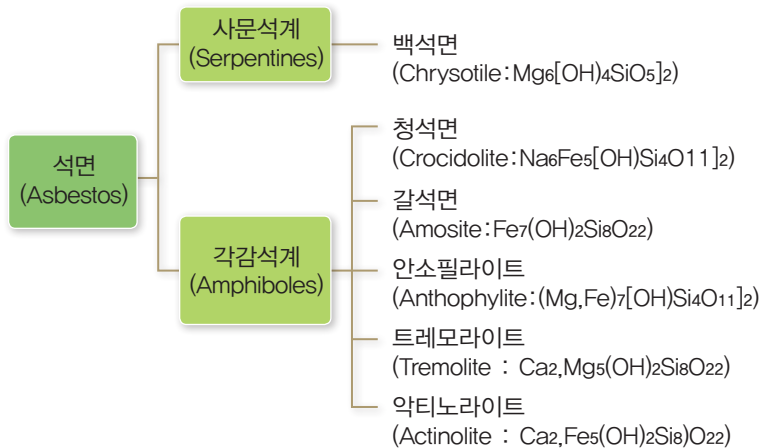 석면
(Asbestos)
사문석계
(Serpentines)
백석면
(Chrysotile:Mg6[OH)4SiO5]2)
각감석계
(Amphiboles)
청석면
(Crocidolite:Na6Fe5[OH)Si4O11]2)
갈석면
(Amosite:Fe7(OH)2Si8O22)
안소필라이트
(Anthophylite:(Mg,Fe)7[OH)Si4O11]2)
트레모라이트
(Tremolite : Ca2,Mg5(OH)2Si8O22)
악티노라이트
(Actinolite : Ca2,Fe5(OH)2Si8)O22)